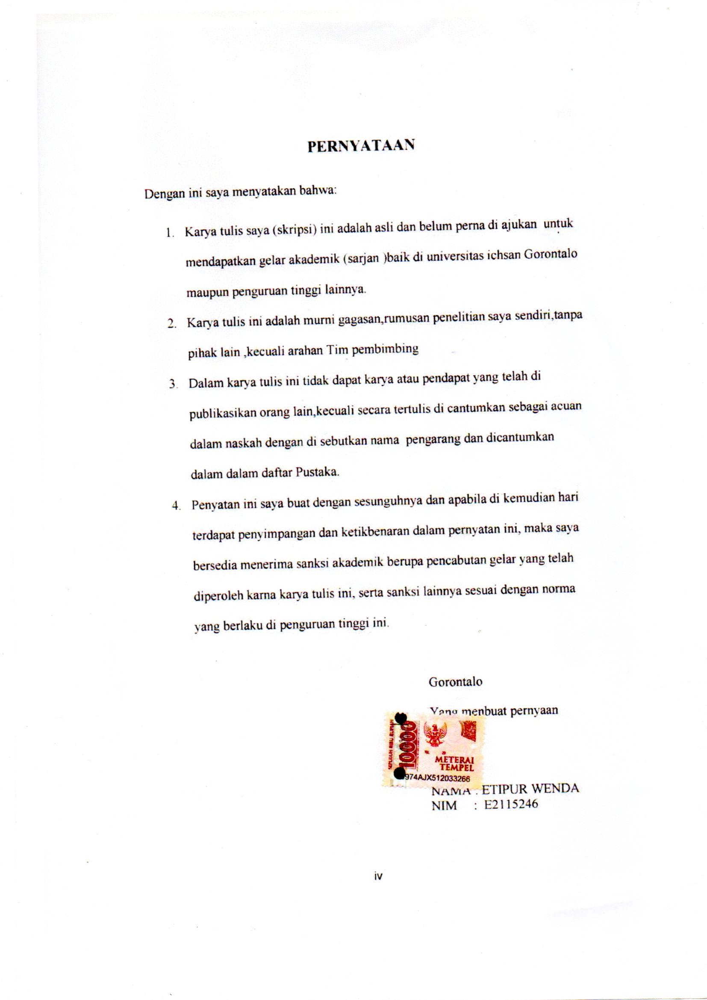 PERNYATAAN
Dengan ini saya menyatakan bahwa:
1. Karya tulis saya (skripsi) ini adalah asli dan belum perna di ajukan untuk
mendapatkan gelar akademik (sarjan )baik di universitas ichsan Gorontalo
maupun penguruan tinggi lainnya.
2. Karya tulis ini adalah murni gagasan,rumusan penelitian saya sendiri,tanpa
pihak lain ,kecuali arahan Tim pembimbing
3. Dalam karya tulis ini tidak dapat karya atau pendapat yang telah di
publikasikan orang lain,kecuali secara tertulis di cantumkan sebagai acuan
dalam naskah dengan di sebutkan nama pengarang dan dicantumkan
dalam dalam daftar Pustaka.
4. Penyatan ini saya buat dengan sesunguhnya dan apabila di kemudian hari
terdapat penyimpangan dan ketikbenaran dalam pernyatan ini, maka saya
bersedia menerima sanksi akademik berupa pencabutan gelar yang telah
diperoleh karna karya tulis ini, serta sanksi lainnya sesuai dengan norma
yang berlaku di penguruan tinggi ini.
Gorontalo
Yang menbuat pernyaan
SEPULUH RIBU RUPIAH
10000
METERAI
TEMPEL
974AJX512033266
NAMA : ETIPUR WENDA
NIM : E2115246
iv